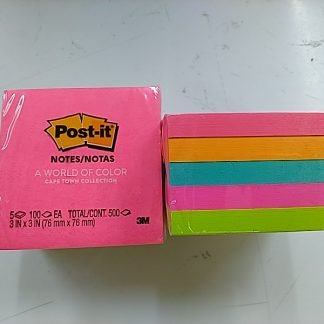 Post-it
NOTES/NOTAS
A WORLD OF COLOR
CAPE TOWN COLLECTION
5 100 EA TOTAL/CONT. 500
3 IN x 3 IN (76 mm x 76 mm)
3M